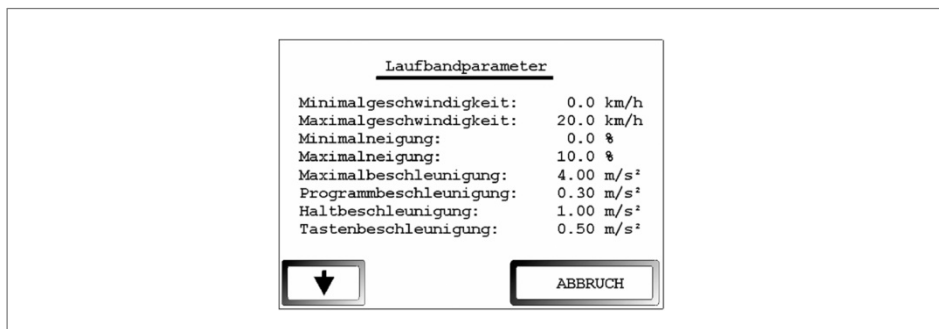 Laufbandparameter
Minimalgeschwindigkeit: 0.0 km/h
Maximalgeschwindigkeit: 20.0 km/h
Minimalneigung: 0.0 %
Maximalneigung: 10.0 %
Maximalbeschleunigung: 4.00 m/s²
Programmbeschleunigung: 0.30 m/s²
Haltbeschleunigung: 1.00 m/s²
Tastenbeschleunigung: 0.50 m/s²
ABBRUCH